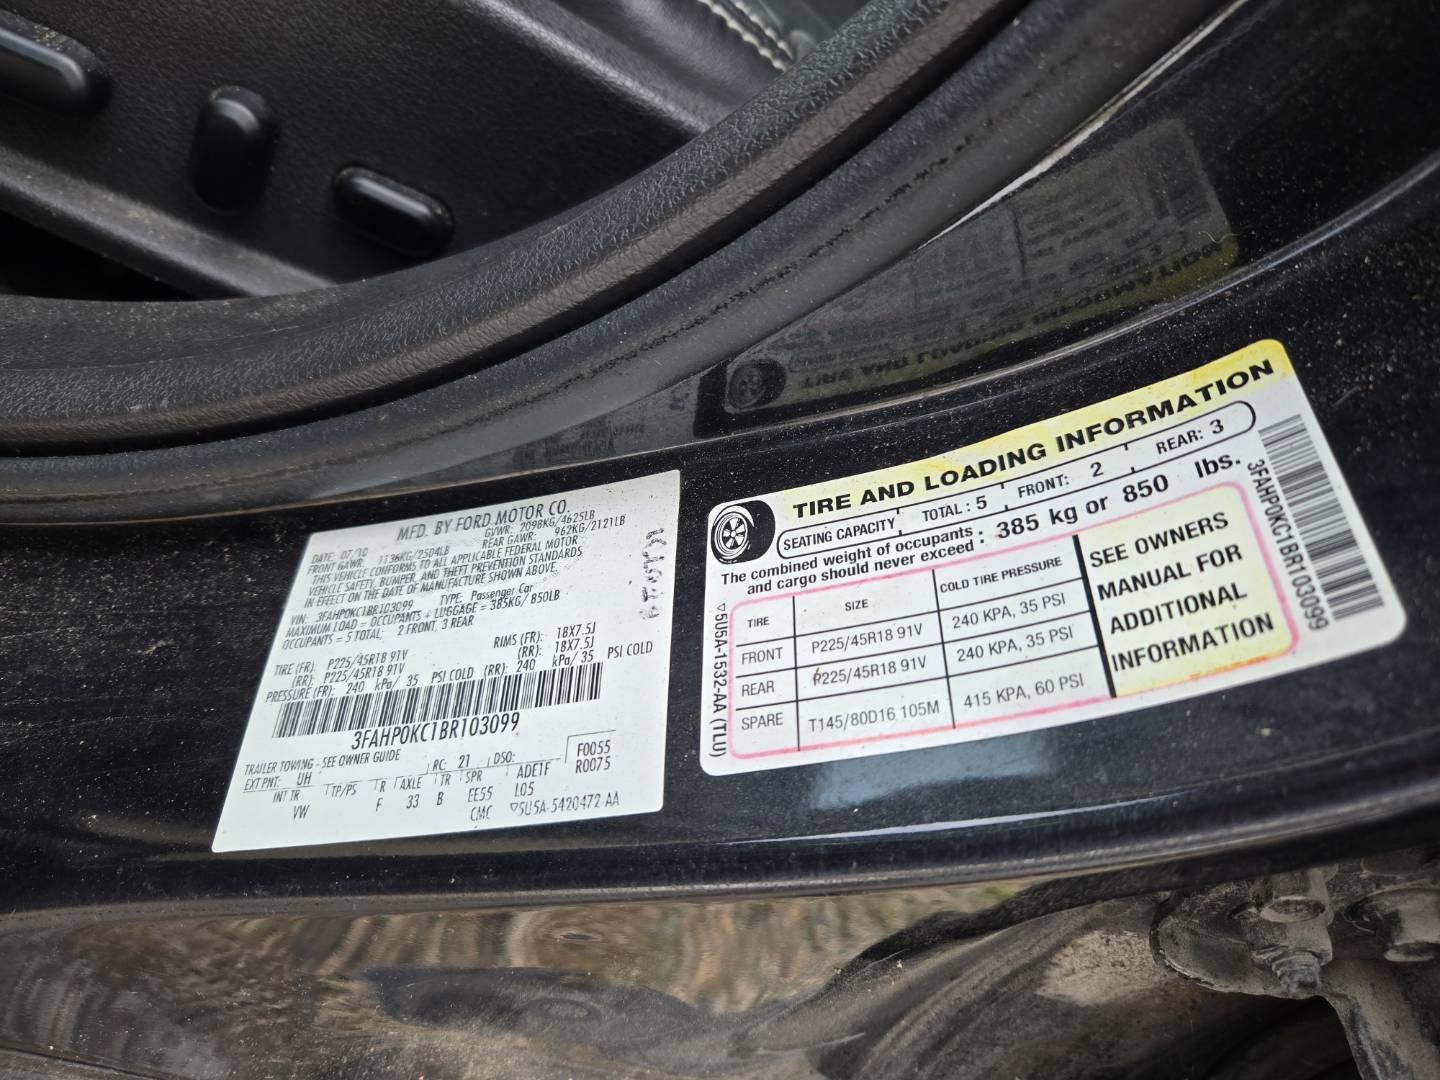 MFD. BY FORD MOTOR CO.
DATE: 07/10 GVWR: 2098KG/4625LB
FRONT GAWR: 1136KG/2504LB REAR GAWR: 962KG/2121LB
THIS VEHICLE CONFORMS TO ALL APPLICABLE FEDERAL MOTOR
VEHICLE SAFETY, BUMPER, AND THEFT PREVENTION STANDARDS
IN EFFECT ON THE DATE OF MANUFACTURE SHOWN ABOVE.
VIN: 3FAHP0KC1BR103099 TYPE: Passenger Car
MAXIMUM LOAD = OCCUPANTS + LUGGAGE = 385KG/850LB
OCCUPANTS = 5 TOTAL; 2 FRONT, 3 REAR
TIRE (FR): P225/45R18 91V RIMS (FR): 18X7.5J
(RR): P225/45R18 91V (RR): 18X7.5J
PRESSURE (FR): 240 kPa/ 35 PSI COLD (RR): 240 kPa/ 35 PSI COLD
3FAHP0KC1BR103099
TRAILER TOWING - SEE OWNER GUIDE
EXT PNT: UH RC: 21 DSO: F0055
INT TR TP/PS R AXLE TR SPR ADE1F R0075
VW F 33 B EE55 L05
CMC ▽5U5A-5420472-AA
TIRE AND LOADING INFORMATION
SEATING CAPACITY TOTAL : 5 FRONT: 2 REAR: 3
The combined weight of occupants and cargo should never exceed : 385 kg or 850 lbs.
TIRE SIZE COLD TIRE PRESSURE
FRONT P225/45R18 91V 240 KPA, 35 PSI
REAR P225/45R18 91V 240 KPA, 35 PSI
SPARE T145/80D16 105M 415 KPA, 60 PSI
SEE OWNERS
MANUAL FOR
ADDITIONAL
INFORMATION
▽5U5A-1532-AA (TLU)
3FAHP0KC1BR103099